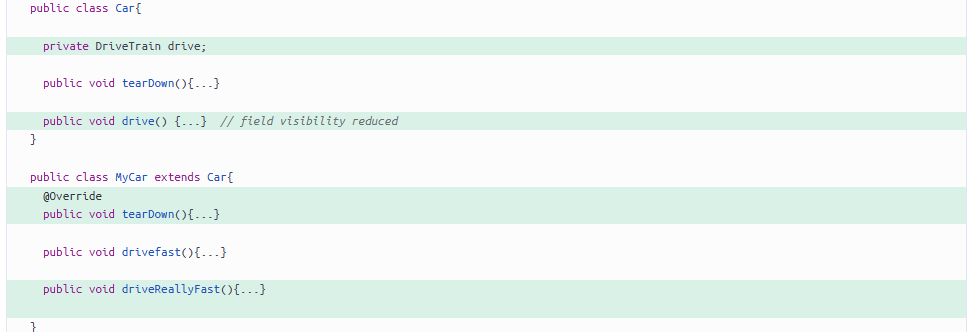 public class Car{
private DriveTrain drive;
public void tearDown(){...}
public void drive() {...}  // field visibility reduced
}
public class MyCar extends Car{
@Override
public void tearDown(){...}
public void drivefast(){...}
public void driveReallyFast(){...}
}